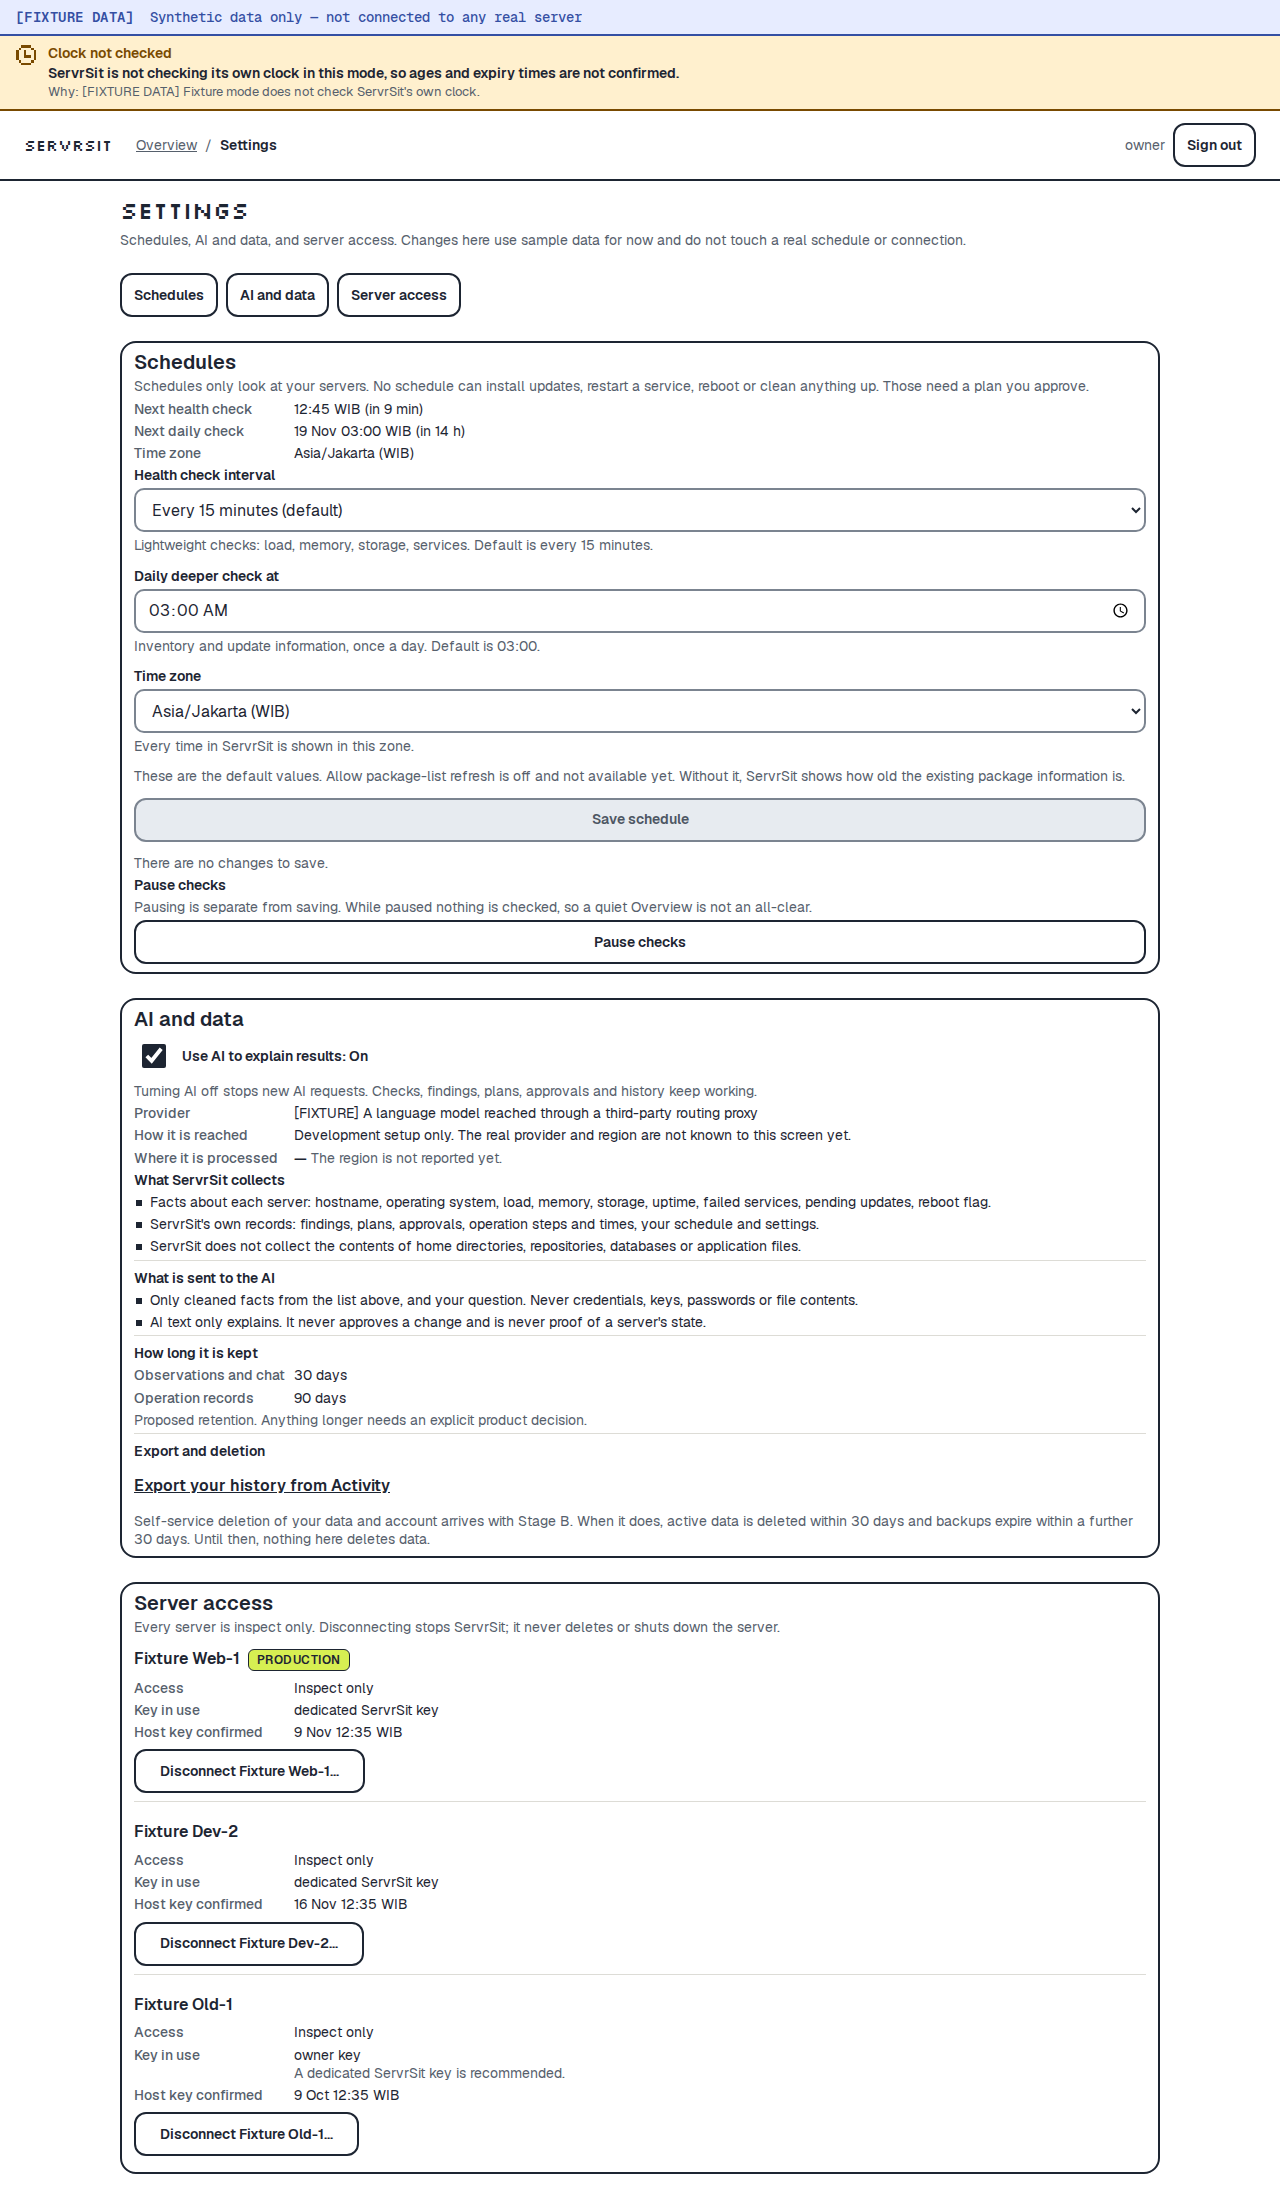 [FIXTURE DATA] Synthetic data only — not connected to any real server
Clock not checked
ServrSit is not checking its own clock in this mode, so ages and expiry times are not confirmed.
Why: [FIXTURE DATA] Fixture mode does not check ServrSit's own clock.
SERVRSIT
Overview / Settings
owner
Sign out
SETTINGS
Schedules, AI and data, and server access. Changes here use sample data for now and do not touch a real schedule or connection.
Schedules
AI and data
Server access
Schedules
Schedules only look at your servers. No schedule can install updates, restart a service, reboot or clean anything up. Those need a plan you approve.
Next health check 12:45 WIB (in 9 min)
Next daily check 19 Nov 03:00 WIB (in 14 h)
Time zone Asia/Jakarta (WIB)
Health check interval
Every 15 minutes (default)
Lightweight checks: load, memory, storage, services. Default is every 15 minutes.
Daily deeper check at
03:00 AM
Inventory and update information, once a day. Default is 03:00.
Time zone
Asia/Jakarta (WIB)
Every time in ServrSit is shown in this zone.
These are the default values. Allow package-list refresh is off and not available yet. Without it, ServrSit shows how old the existing package information is.
Save schedule
There are no changes to save.
Pause checks
Pausing is separate from saving. While paused nothing is checked, so a quiet Overview is not an all-clear.
Pause checks
AI and data
Use AI to explain results: On
Turning AI off stops new AI requests. Checks, findings, plans, approvals and history keep working.
Provider [FIXTURE] A language model reached through a third-party routing proxy
How it is reached Development setup only. The real provider and region are not known to this screen yet.
Where it is processed — The region is not reported yet.
What ServrSit collects
Facts about each server: hostname, operating system, load, memory, storage, uptime, failed services, pending updates, reboot flag.
ServrSit's own records: findings, plans, approvals, operation steps and times, your schedule and settings.
ServrSit does not collect the contents of home directories, repositories, databases or application files.
What is sent to the AI
Only cleaned facts from the list above, and your question. Never credentials, keys, passwords or file contents.
AI text only explains. It never approves a change and is never proof of a server's state.
How long it is kept
Observations and chat 30 days
Operation records 90 days
Proposed retention. Anything longer needs an explicit product decision.
Export and deletion
Export your history from Activity
Self-service deletion of your data and account arrives with Stage B. When it does, active data is deleted within 30 days and backups expire within a further
30 days. Until then, nothing here deletes data.
Server access
Every server is inspect only. Disconnecting stops ServrSit; it never deletes or shuts down the server.
Fixture Web-1 PRODUCTION
Access Inspect only
Key in use dedicated ServrSit key
Host key confirmed 9 Nov 12:35 WIB
Disconnect Fixture Web-1…
Fixture Dev-2
Access Inspect only
Key in use dedicated ServrSit key
Host key confirmed 16 Nov 12:35 WIB
Disconnect Fixture Dev-2…
Fixture Old-1
Access Inspect only
Key in use owner key
A dedicated ServrSit key is recommended.
Host key confirmed 9 Oct 12:35 WIB
Disconnect Fixture Old-1…